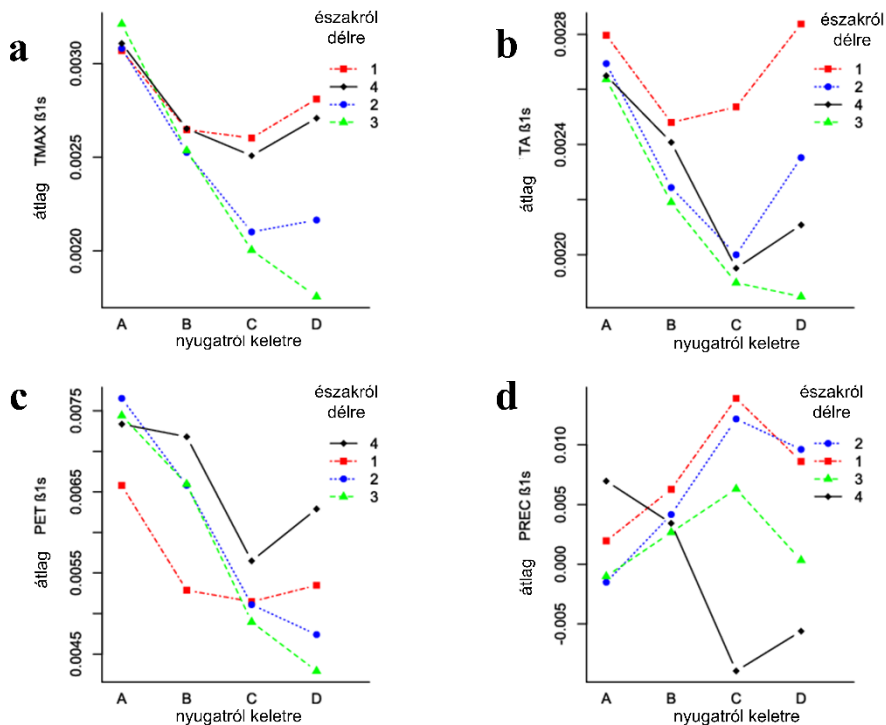 a
északról
délre
1
4
2
3
átlag TMAX ß1s
0.0030
0.0025
0.0020
A B C D
nyugatról keletre
b
északról
délre
1
2
4
3
átlag TA ß1s
0.0028
0.0024
0.0020
A B C D
nyugatról keletre
c
északról
délre
4
1
2
3
átlag PET ß1s
0.0075
0.0065
0.0055
0.0045
A B C D
nyugatról keletre
d
északról
délre
2
1
3
4
átlag PREC ß1s
0.010
0.005
0.000
-0.005
A B C D
nyugatról keletre